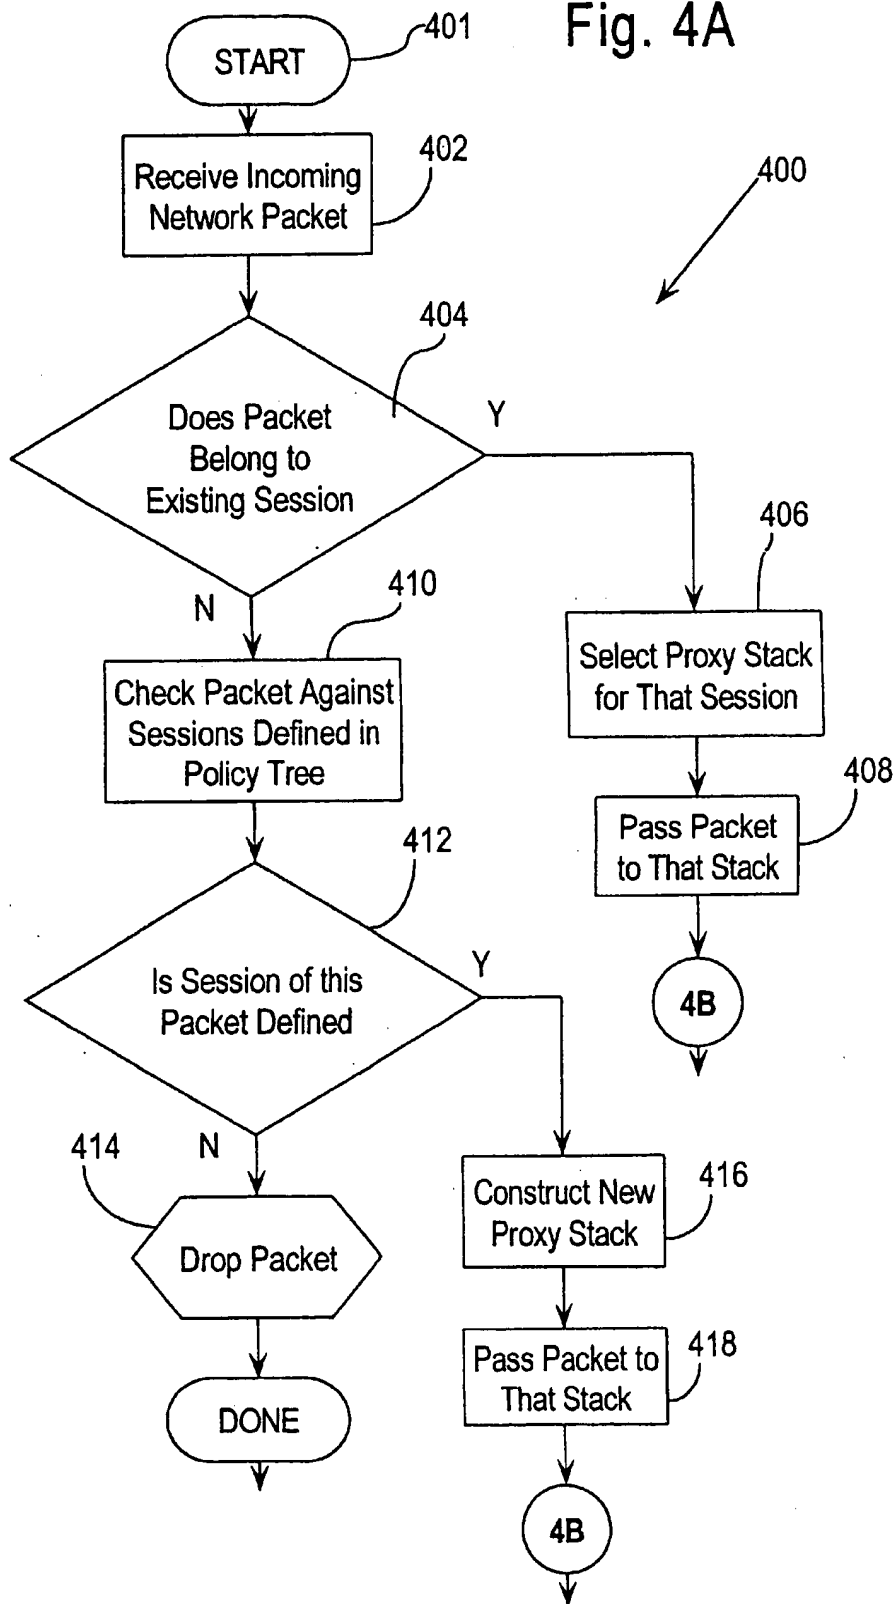 Fig. 4A
401
START
402
Receive Incoming
Network Packet
400
404
Does Packet
Belong to
Existing Session
Y
N
406
410
Select Proxy Stack
for That Session
Check Packet Against
Sessions Defined in
Policy Tree
408
Pass Packet
to That Stack
412
Is Session of this
Packet Defined
Y
4B
N
414
416
Construct New
Proxy Stack
Drop Packet
418
Pass Packet to
That Stack
DONE
4B